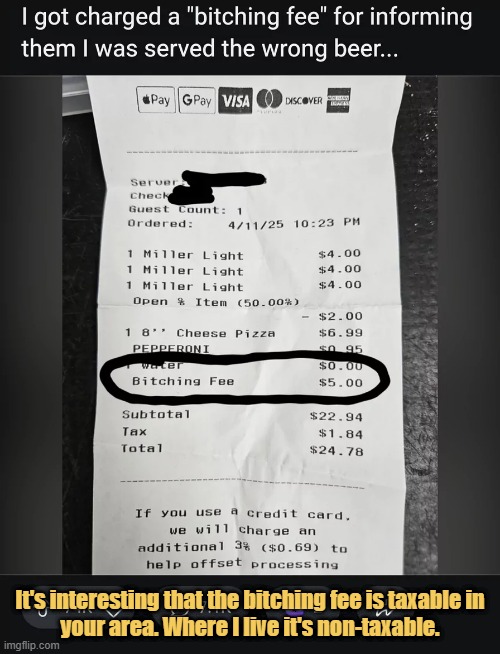 I got charged a "bitching fee" for informing
them I was served the wrong beer...
Pay GPay VISA DISCOVER
Server
Check
Guest Count: 1
Ordered: 4/11/25 10:23 PM
1 Miller Light $4.00
1 Miller Light $4.00
1 Miller Light $4.00
Open % Item (50.00%)
- $2.00
1 8'' Cheese Pizza $6.99
PEPPERONI $0.95
1 water $0.00
Bitching Fee $5.00
Subtotal $22.94
Tax $1.84
Total $24.78
If you use a credit card,
we will charge an
additional 3% ($0.69) to
help offset processing
It's interesting that the bitching fee is taxable in
your area. Where I live it's non-taxable.
imgflip.com